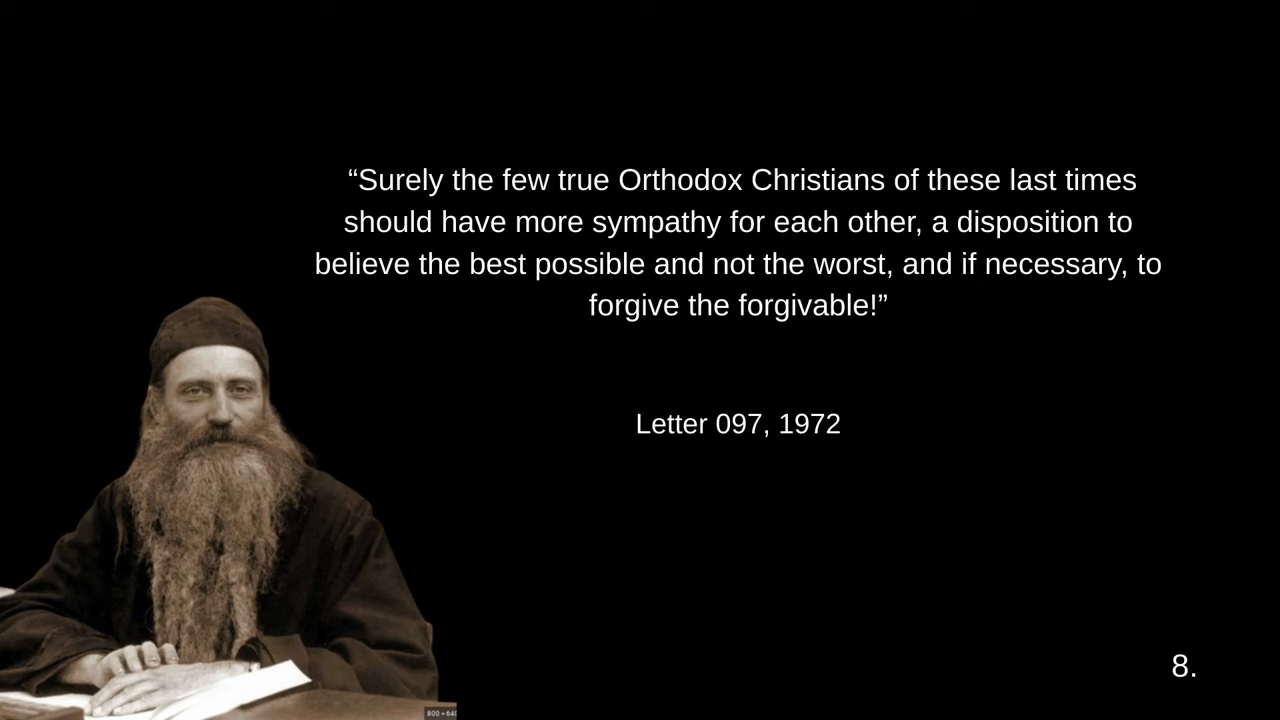 “Surely the few true Orthodox Christians of these last times
should have more sympathy for each other, a disposition to
believe the best possible and not the worst, and if necessary, to
forgive the forgivable!”
Letter 097, 1972
8.
800 × 640